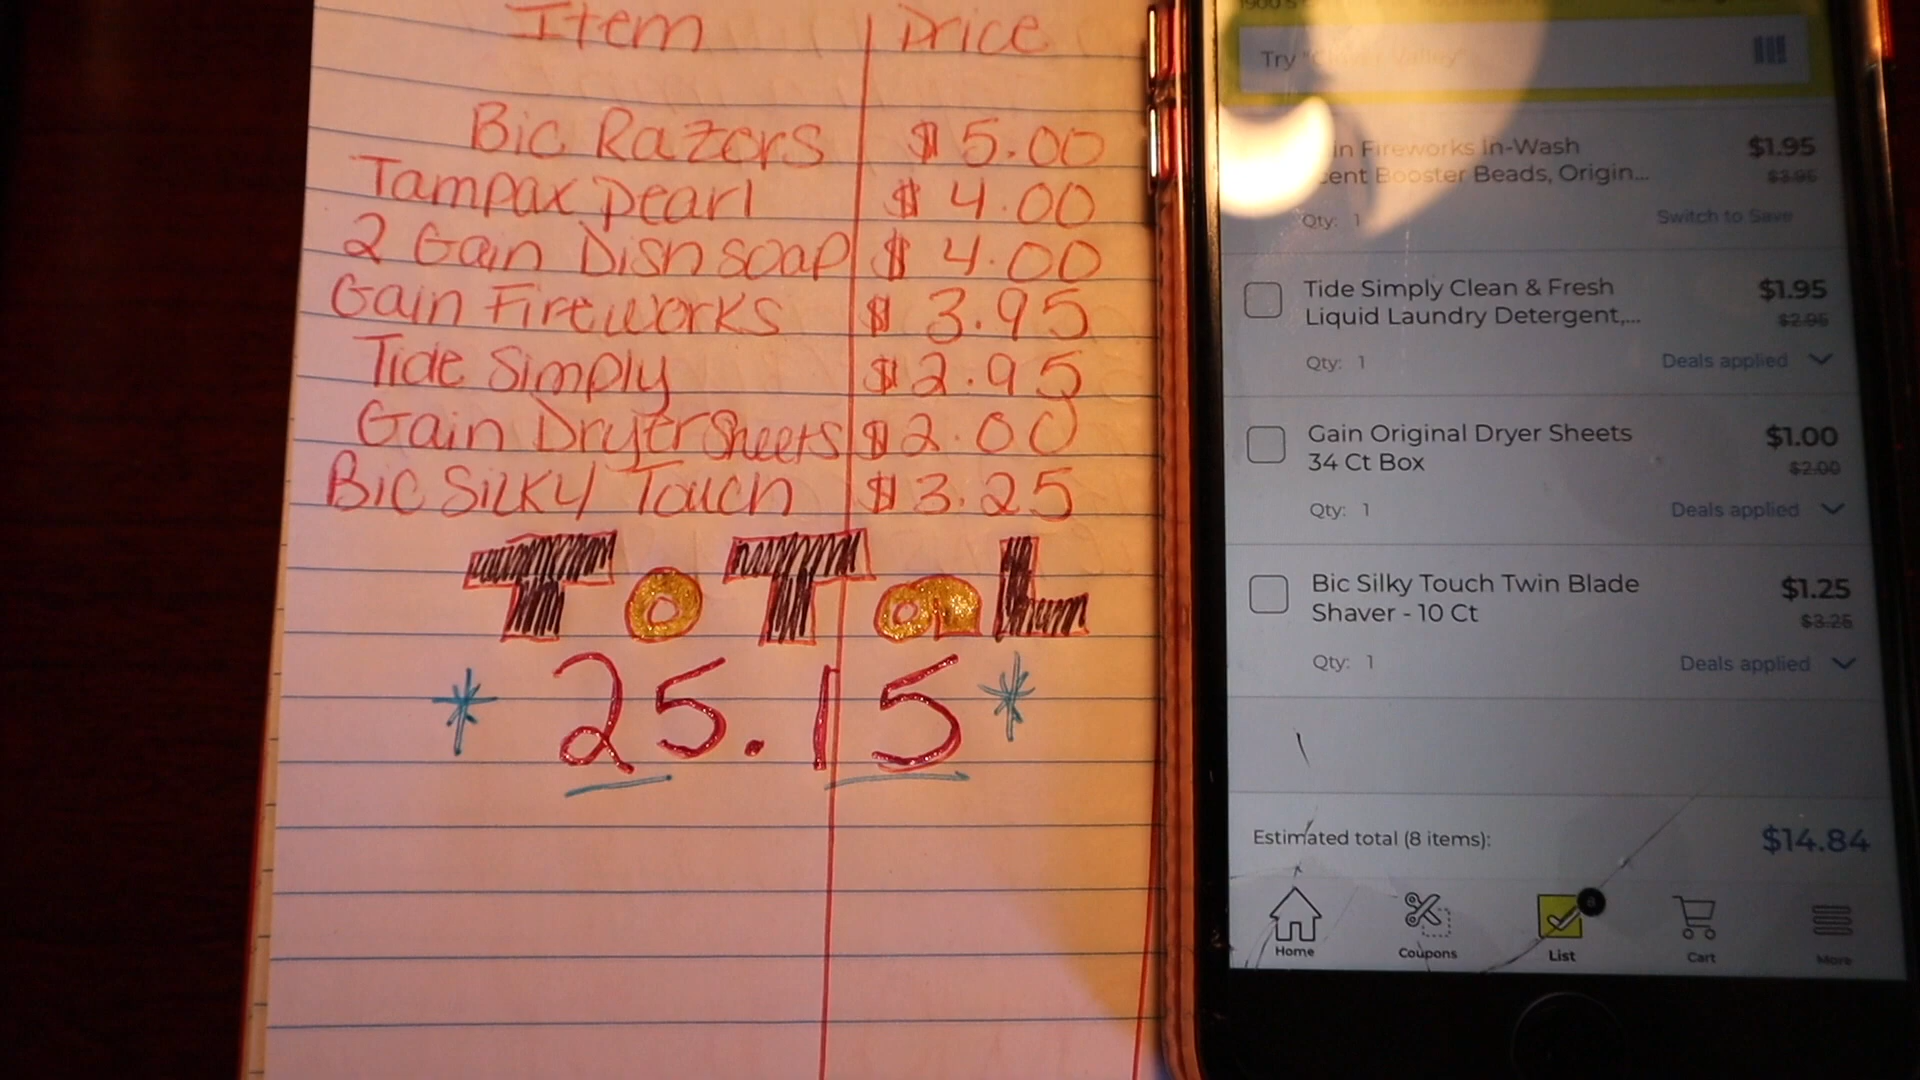 Item Price
Bic Razors $5.00
Tampax pearl $4.00
2 Gain Dish soap $4.00
Gain Fireworks $3.95
Tide Simply $2.95
Gain Dryer Sheets $2.00
Bic Silky Touch $3.25
ToTaL
* 25.15 *
Try
in Fireworks In-Wash $1.95
cent Booster Beads, Origin... $3.95
Qty: 1 Switch to Save
Tide Simply Clean & Fresh $1.95
Liquid Laundry Detergent,... $2.95
Qty: 1 Deals applied
Gain Original Dryer Sheets $1.00
34 Ct Box $2.00
Qty: 1 Deals applied
Bic Silky Touch Twin Blade $1.25
Shaver - 10 Ct $3.25
Qty: 1 Deals applied
Estimated total (8 items): $14.84
8
Home Coupons List Cart More